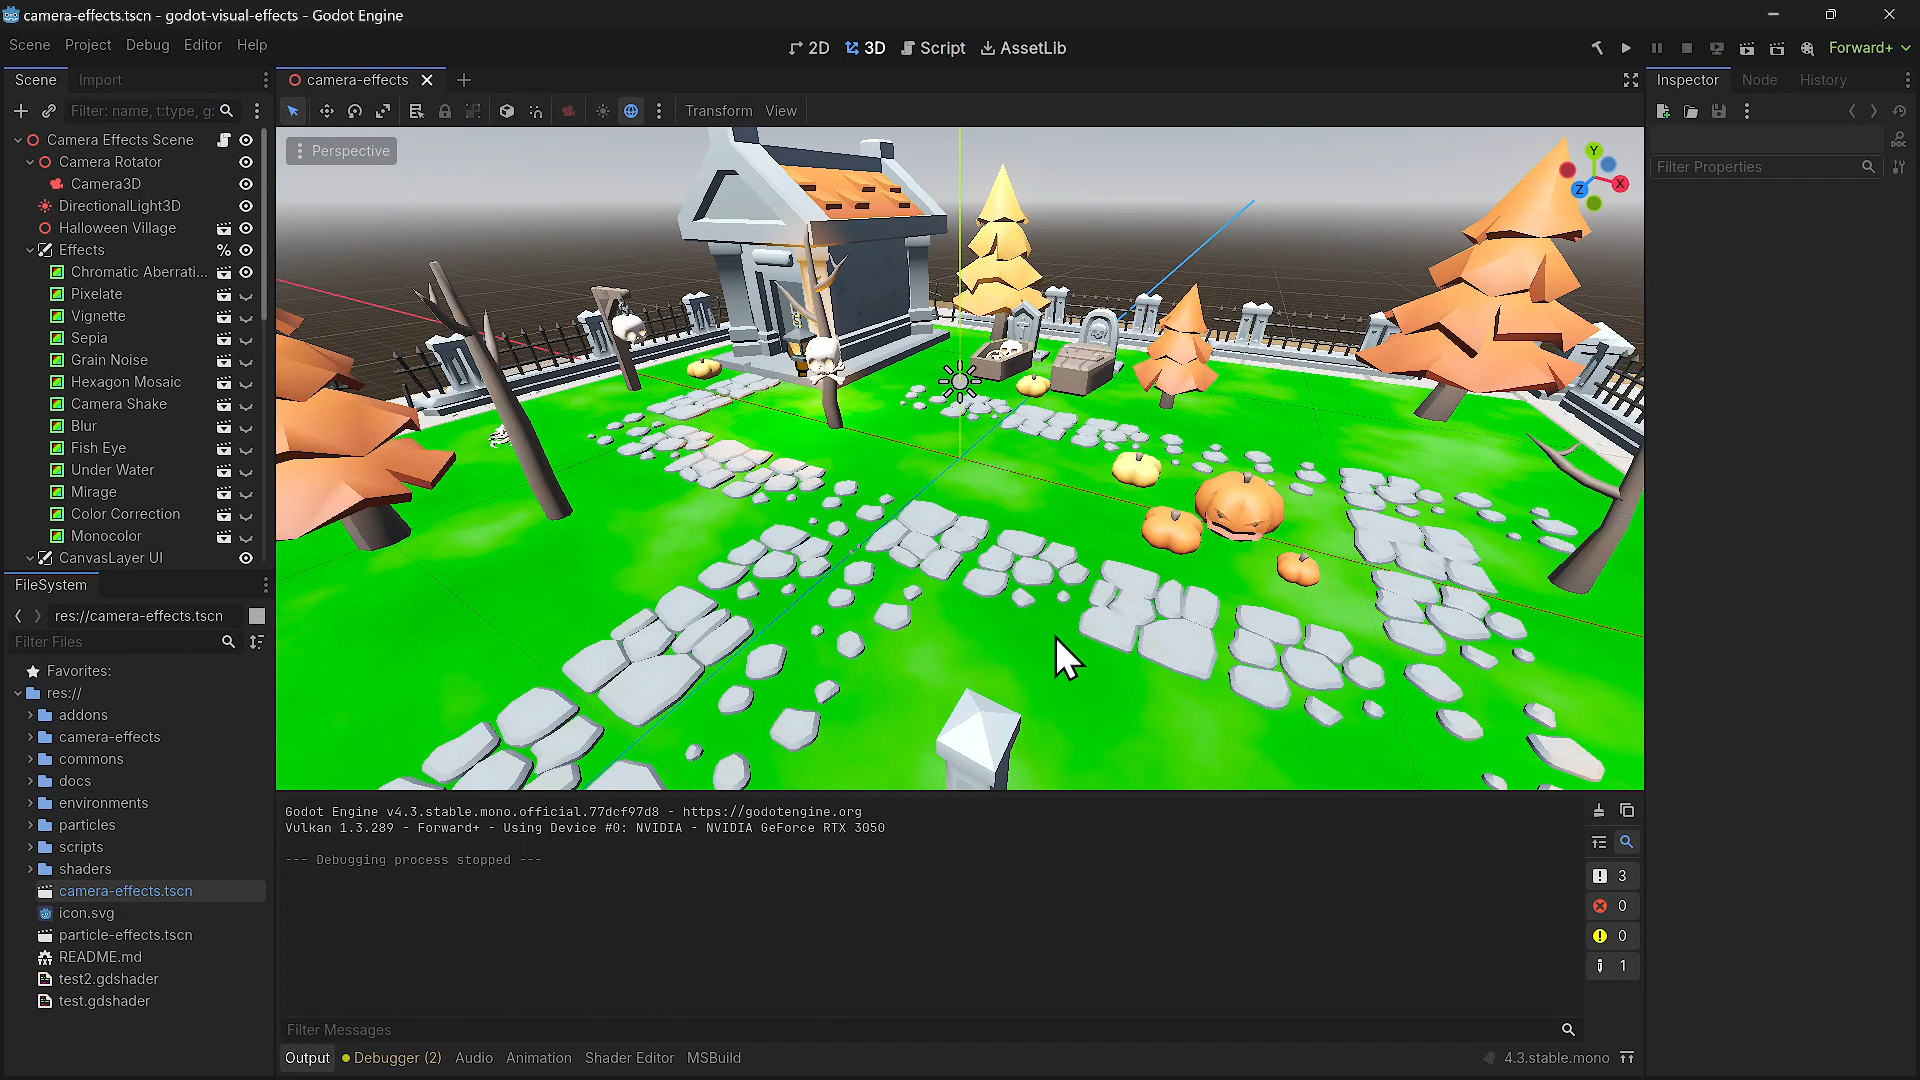 camera-effects.tscn - godot-visual-effects - Godot Engine
Scene Project Debug Editor Help
2D 3D Script AssetLib
Forward+
Scene Import
Filter: name, t:type, g:
Camera Effects Scene
Camera Rotator
Camera3D
DirectionalLight3D
Halloween Village
Effects
Chromatic Aberrati...
Pixelate
Vignette
Sepia
Grain Noise
Hexagon Mosaic
Camera Shake
Blur
Fish Eye
Under Water
Mirage
Color Correction
Monocolor
CanvasLayer UI
FileSystem
res://camera-effects.tscn
Filter Files
Favorites:
res://
addons
camera-effects
commons
docs
environments
particles
scripts
shaders
camera-effects.tscn
icon.svg
particle-effects.tscn
README.md
test2.gdshader
test.gdshader
camera-effects
Transform View
Perspective
Y
X
Z
Godot Engine v4.3.stable.mono.official.77dcf97d8 - https://godotengine.org
Vulkan 1.3.289 - Forward+ - Using Device #0: NVIDIA - NVIDIA GeForce RTX 3050
--- Debugging process stopped ---
3
0
0
1
Filter Messages
Output Debugger (2) Audio Animation Shader Editor MSBuild
4.3.stable.mono
Inspector Node History
DOC
Filter Properties